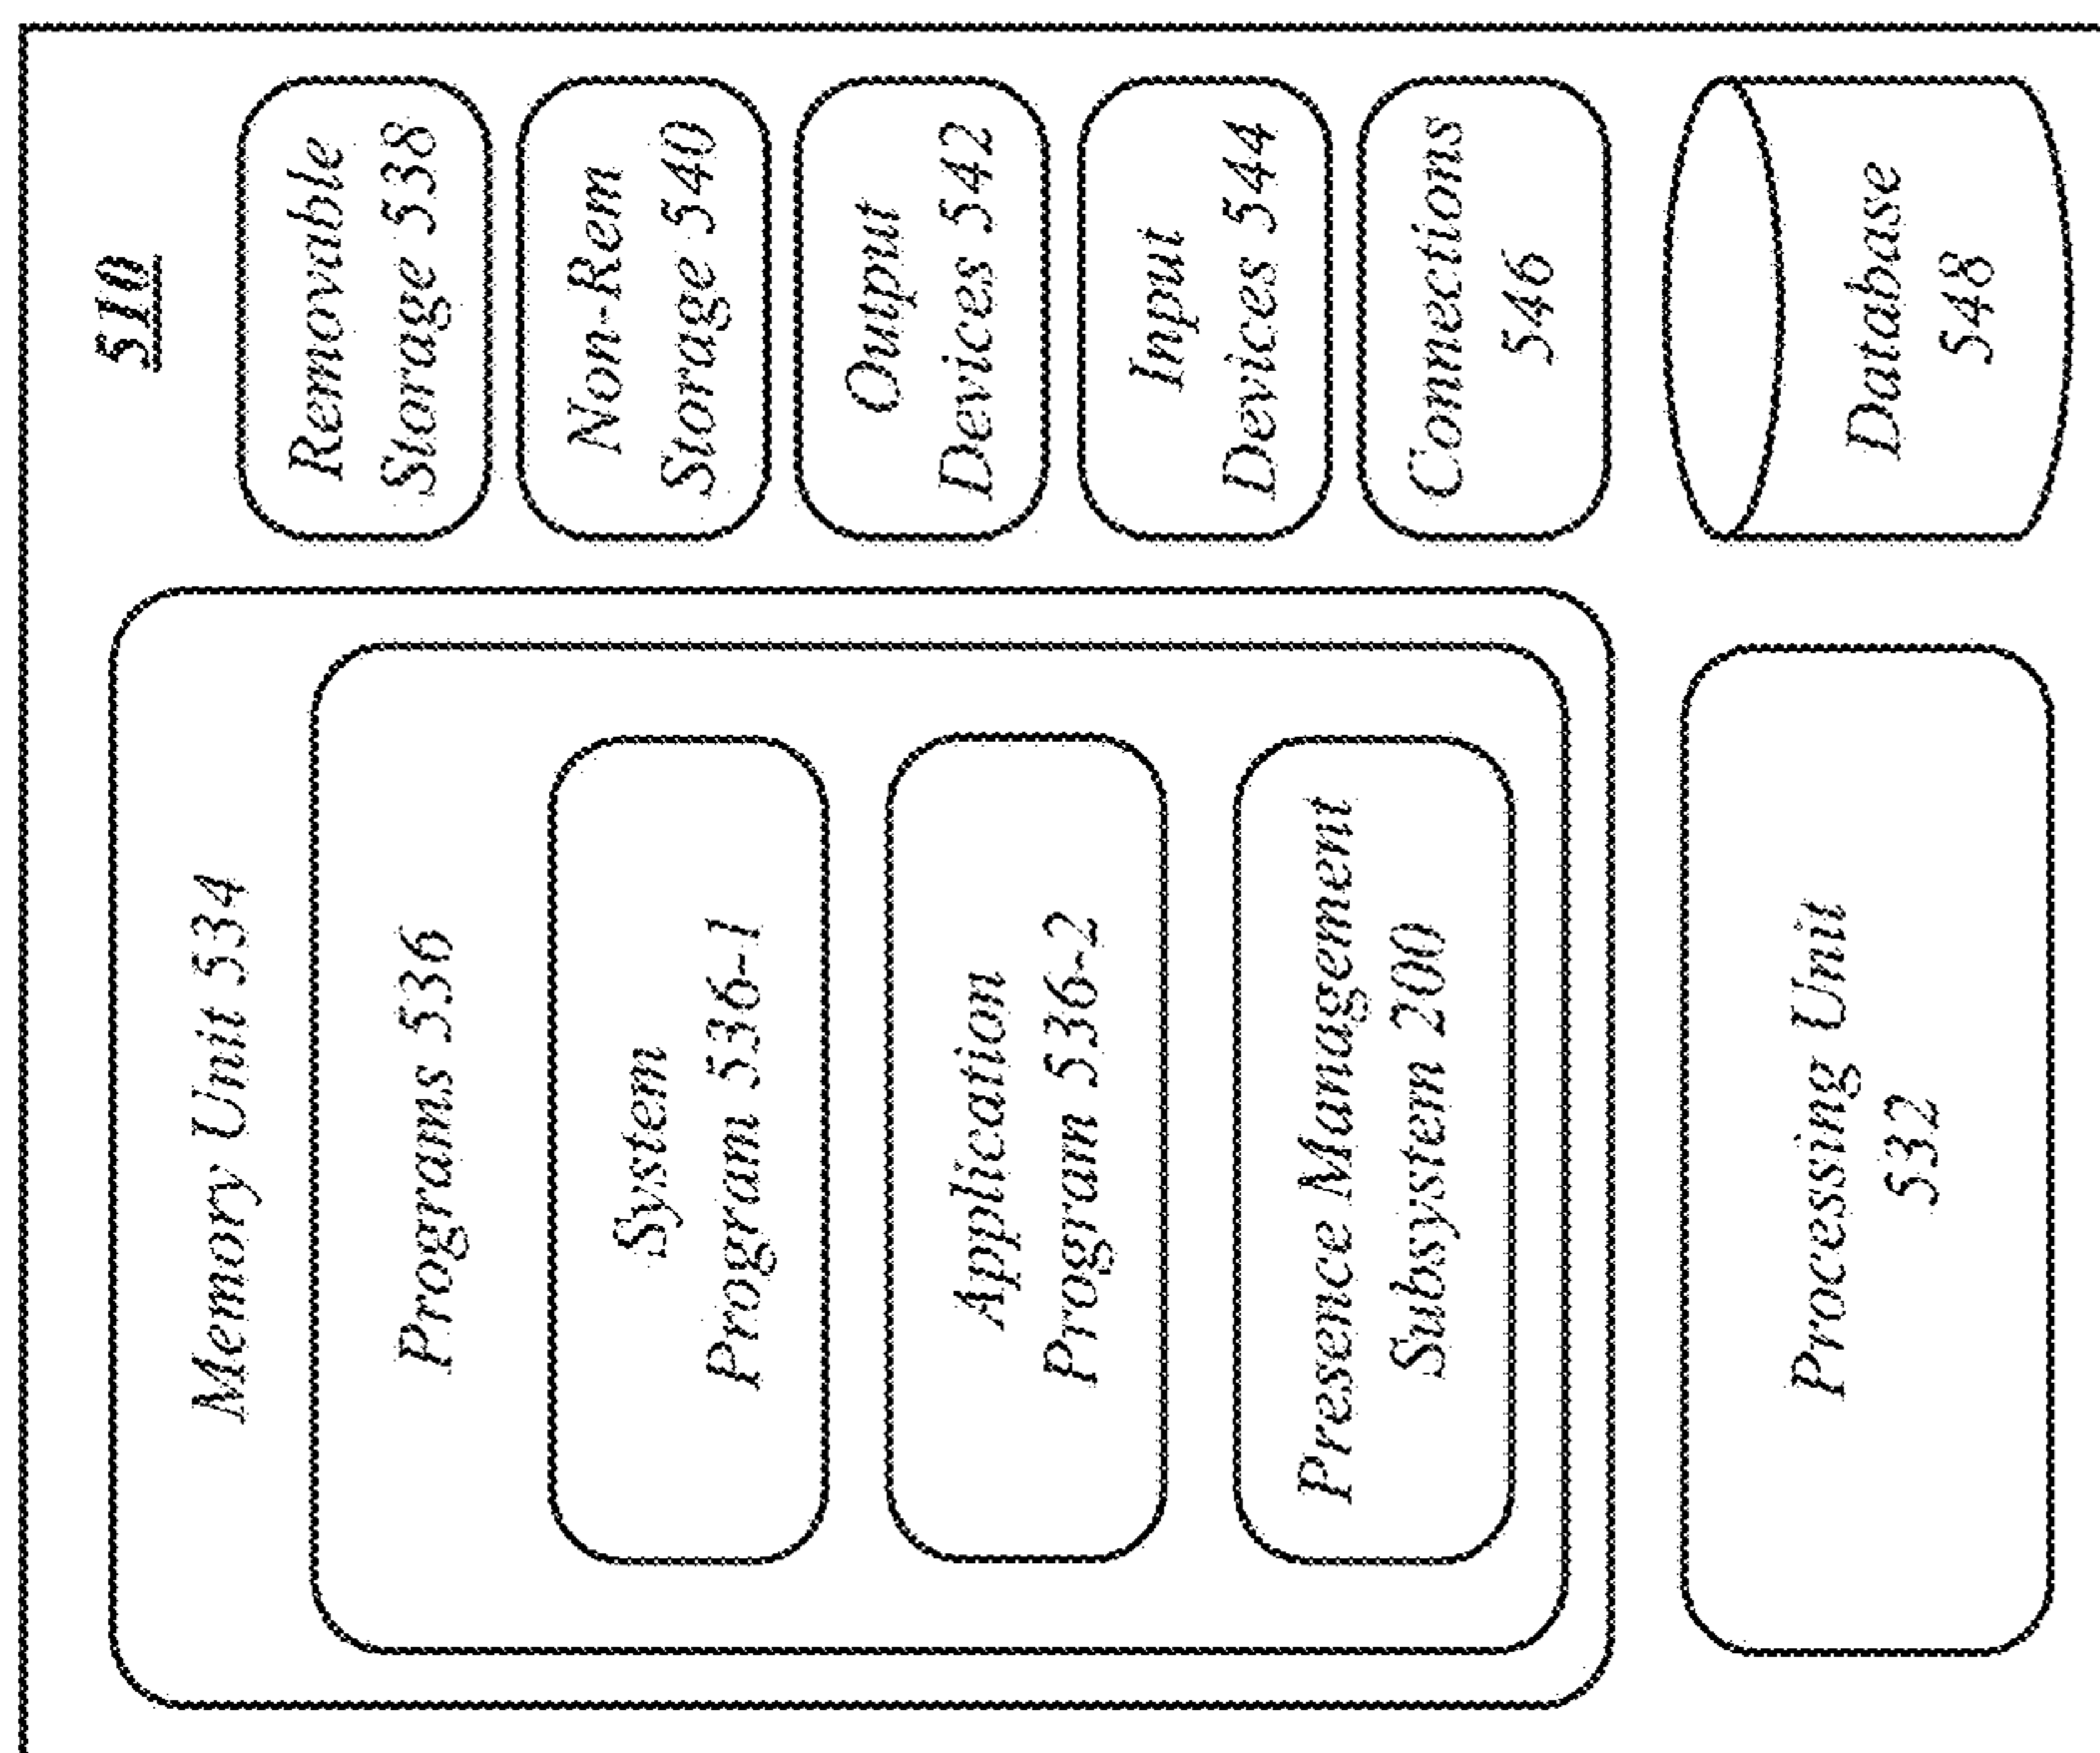 510
Memory Unit 534
Programs 536
System
Program 536-1
Application
Program 536-2
Presence Management
Subsystem 200
Processing Unit
532
Removable
Storage 538
Non-Rem
Storage 540
Output
Devices 542
Input
Devices 544
Connections
546
Database
548